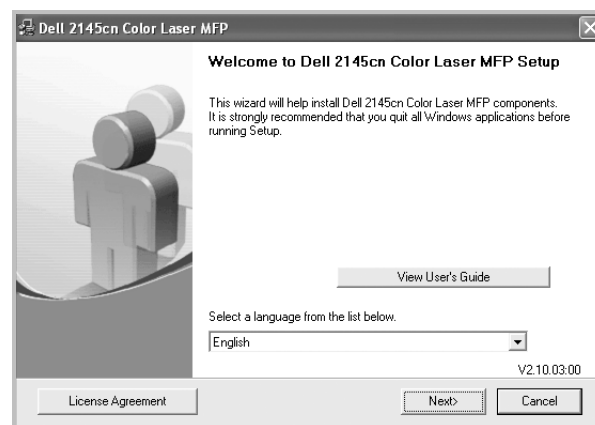 Dell 2145cn Color Laser MFP
Welcome to Dell 2145cn Color Laser MFP Setup
This wizard will help install Dell 2145cn Color Laser MFP components.
It is strongly recommended that you quit all Windows applications before
running Setup.
View User's Guide
Select a language from the list below.
English
V2.10.03:00
License Agreement
Next>
Cancel